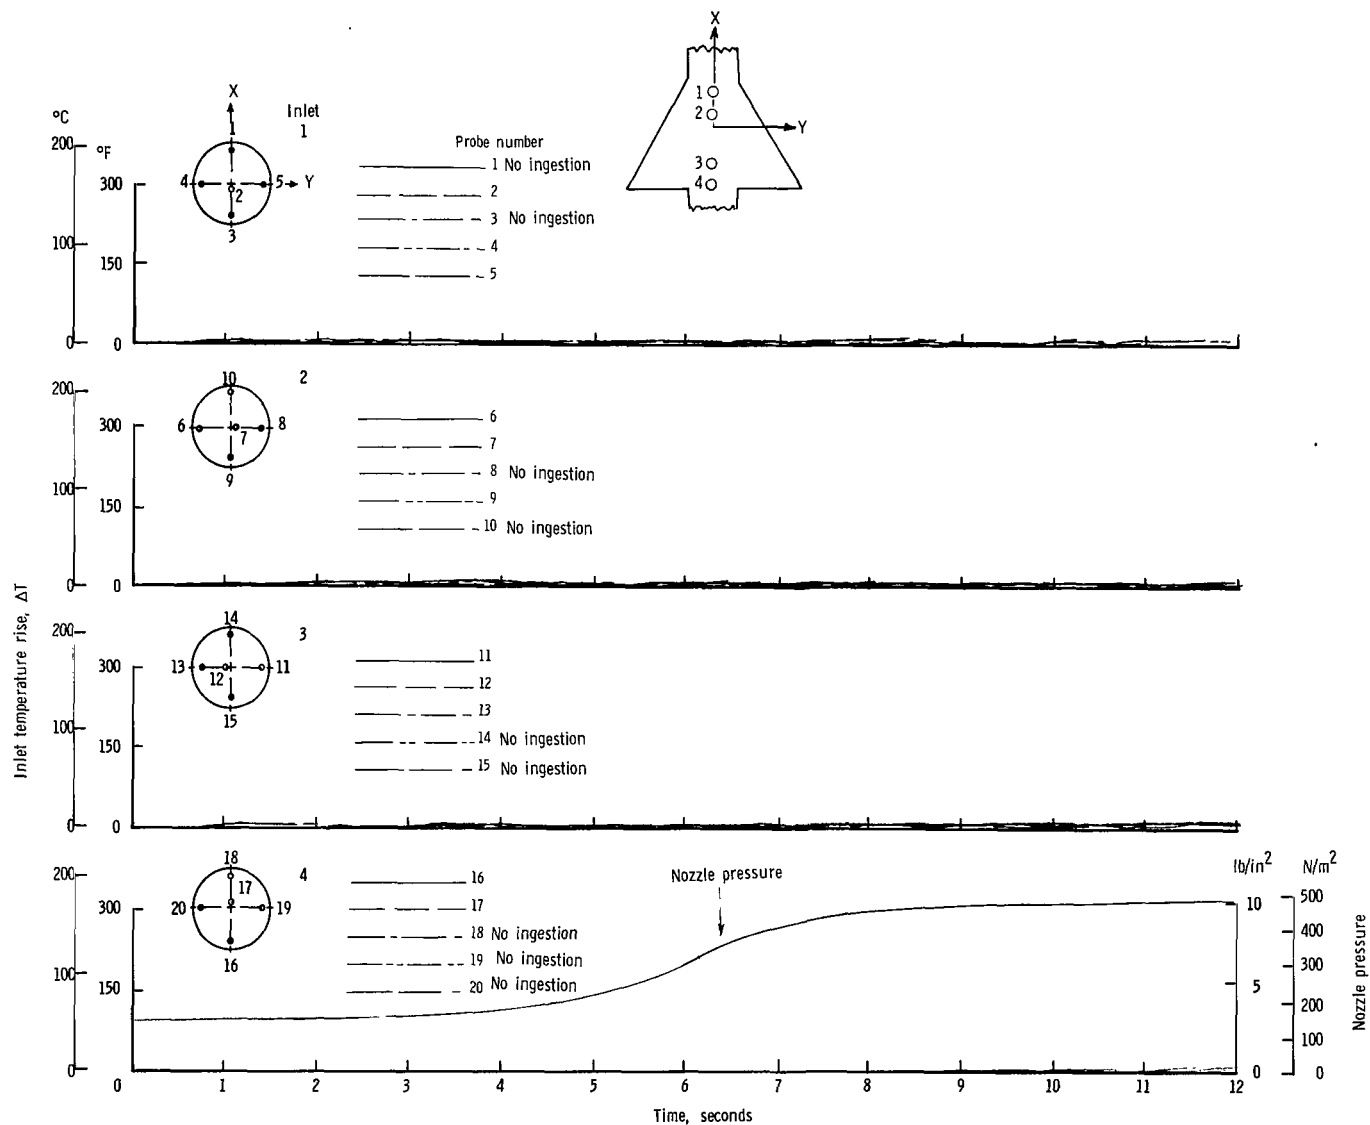 X
1
2
Y
3
4
X
Inlet
1
1
4
5
Y
2
3
Probe number
1 No ingestion
2
3 No ingestion
4
5
°C
200
100
0
°F
300
150
0
10
2
6
8
7
9
6
7
8 No ingestion
9
10 No ingestion
200
100
0
300
150
0
Inlet temperature rise, ΔT
14
3
13
11
12
15
11
12
13
14 No ingestion
15 No ingestion
200
100
0
300
150
0
18
4
17
20
19
16
16
17
18 No ingestion
19 No ingestion
20 No ingestion
Nozzle pressure
200
100
0
300
150
lb/in²
10
5
0
N/m²
500
400
300
200
100
0
Nozzle pressure
0 1 2 3 4 5 6 7 8 9 10 11 12
Time, seconds